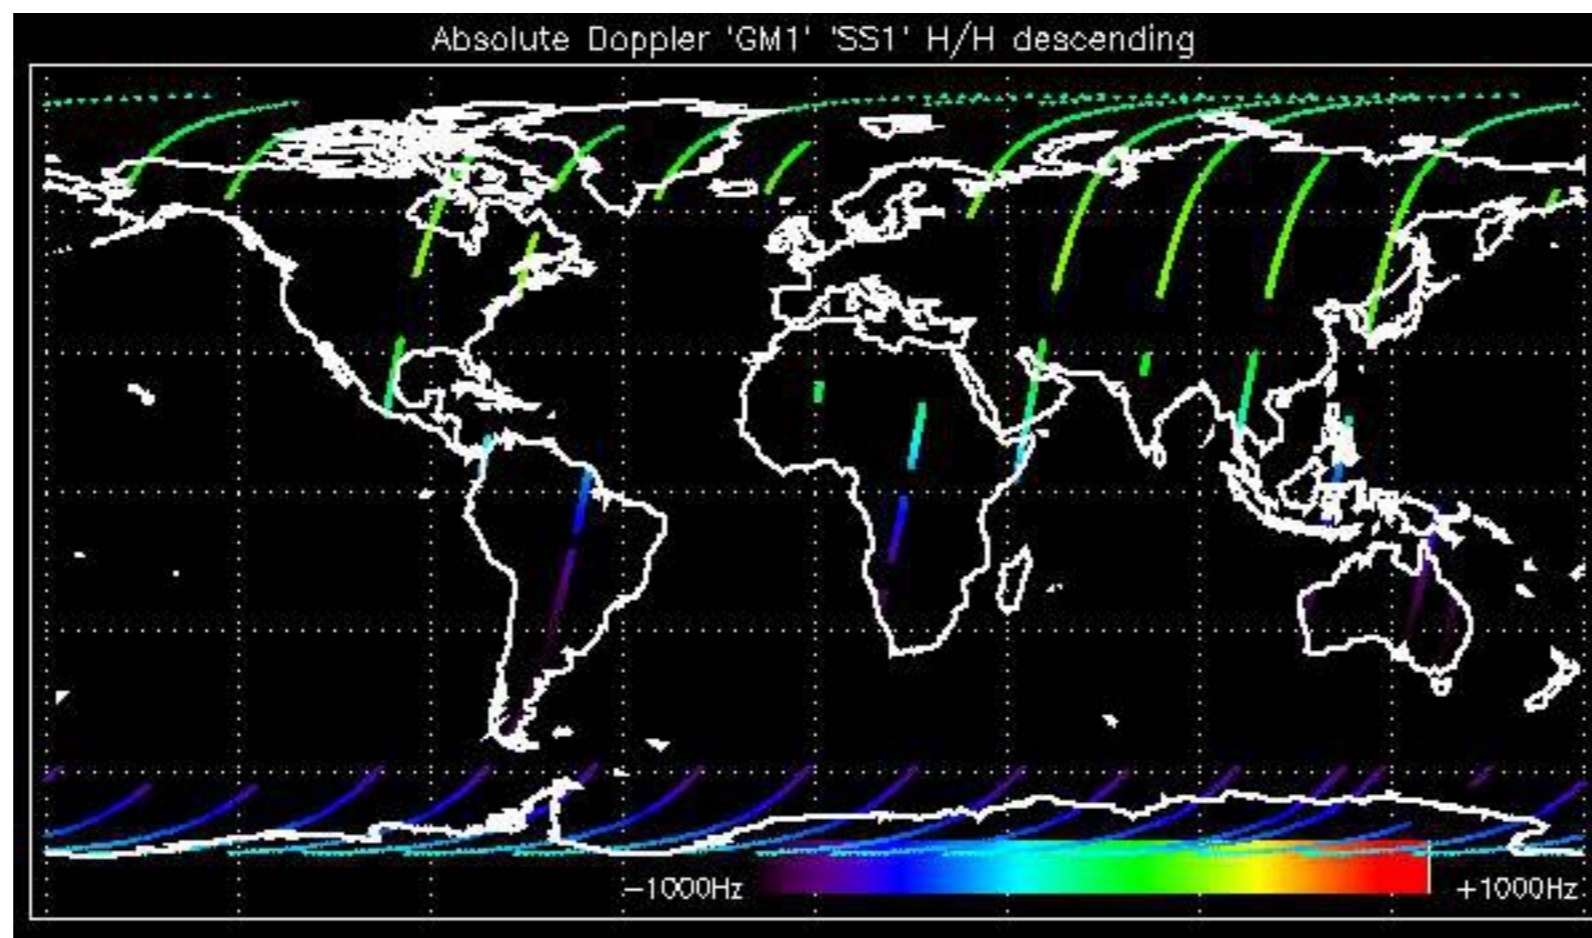 Absolute Doppler 'GM1' 'SS1' H/H descending
−1000Hz
+1000Hz